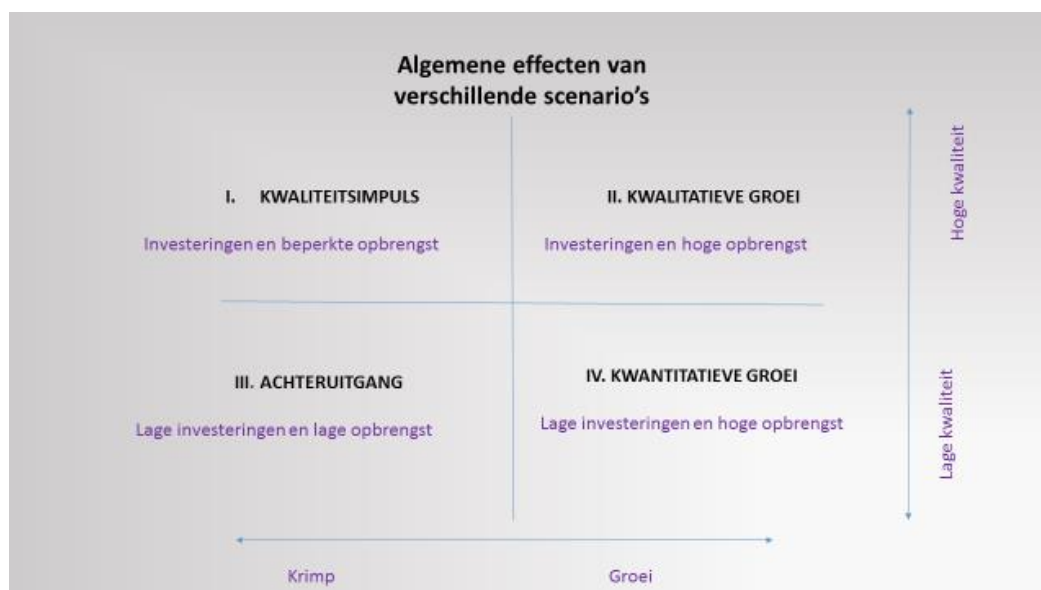 Algemene effecten van
verschillende scenario's
I. KWALITEITSIMPULS
Investeringen en beperkte opbrengst
II. KWALITATIEVE GROEI
Investeringen en hoge opbrengst
III. ACHTERUITGANG
Lage investeringen en lage opbrengst
IV. KWANTITATIEVE GROEI
Lage investeringen en hoge opbrengst
Hoge kwaliteit
Lage kwaliteit
Krimp
Groei